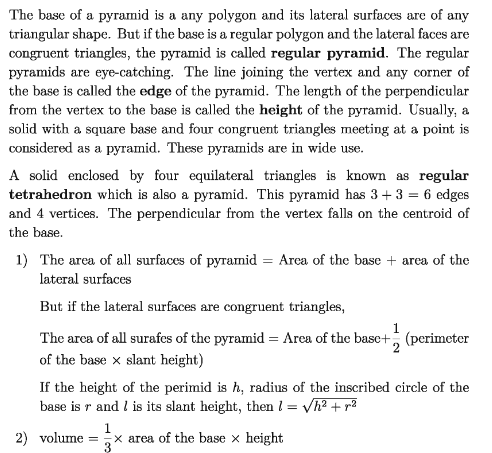 The base of a pyramid is a any polygon and its lateral surfaces are of any
triangular shape. But if the base is a regular polygon and the lateral faces are
congruent triangles, the pyramid is called regular pyramid. The regular
pyramids are eye-catching. The line joining the vertex and any corner of
the base is called the edge of the pyramid. The length of the perpendicular
from the vertex to the base is called the height of the pyramid. Usually, a
solid with a square base and four congruent triangles meeting at a point is
considered as a pyramid. These pyramids are in wide use.
A solid enclosed by four equilateral triangles is known as regular
tetrahedron which is also a pyramid. This pyramid has 3 + 3 = 6 edges
and 4 vertices. The perpendicular from the vertex falls on the centroid of
the base.
1) The area of all surfaces of pyramid = Area of the base + area of the
lateral surfaces
But if the lateral surfaces are congruent triangles,
The area of all surafes of the pyramid = Area of the base+ 1/2 (perimeter
of the base × slant height)
If the height of the perimid is h, radius of the inscribed circle of the
base is r and l is its slant height, then l = √(h² + r²)
2) volume = 1/3 × area of the base × height